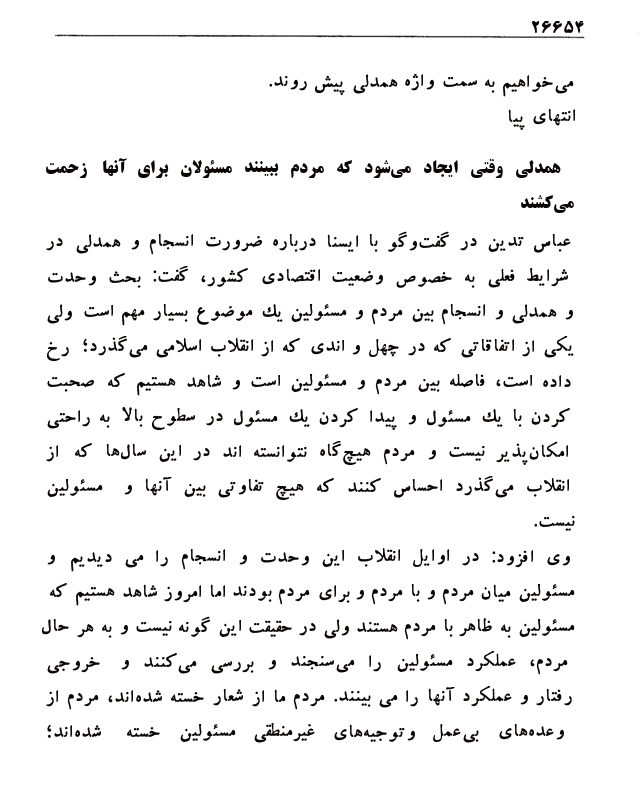 ۲۶۶۵۴
می‌خواهیم به سمت واژه همدلی پیش روند.
انتهای پیا
همدلی وقتی ایجاد می‌شود که مردم ببینند مسئولان برای آنها زحمت
می‌کشند
عباس تدین در گفت‌وگو با ایسنا درباره ضرورت انسجام و همدلی در
شرایط فعلی به خصوص وضعیت اقتصادی کشور، گفت: بحث وحدت
و همدلی و انسجام بین مردم و مسئولین یك موضوع بسیار مهم است ولی
یکی از اتفاقاتی که در چهل و اندی که از انقلاب اسلامی می‌گذرد؛ رخ
داده است، فاصله بین مردم و مسئولین است و شاهد هستیم که صحبت
کردن با یك مسئول و پیدا کردن یك مسئول در سطوح بالا به راحتی
امکان‌پذیر نیست و مردم هیچ‌گاه نتوانسته اند در این سال‌ها که از
انقلاب می‌گذرد احساس کنند که هیچ تفاوتی بین آنها و مسئولین
نیست.
وی افزود: در اوایل انقلاب این وحدت و انسجام را می دیدیم و
مسئولین میان مردم و با مردم و برای مردم بودند اما امروز شاهد هستیم که
مسئولین به ظاهر با مردم هستند ولی در حقیقت این گونه نیست و به هر حال
مردم، عملکرد مسئولین را می‌سنجند و بررسی می‌کنند و خروجی
رفتار و عملکرد آنها را می بینند. مردم ما از شعار خسته شده‌اند، مردم از
وعده‌های بی‌عمل و توجیه‌های غیرمنطقی مسئولین خسته شده‌اند؛